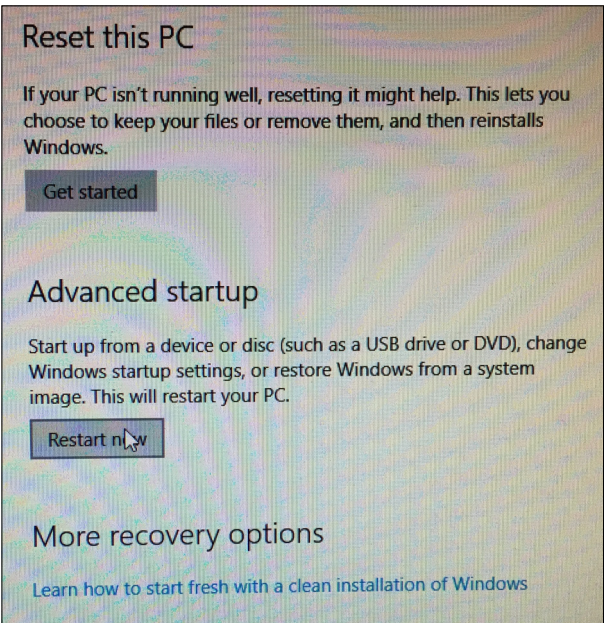 Reset this PC
If your PC isn't running well, resetting it might help. This lets you
choose to keep your files or remove them, and then reinstalls
Windows.
Get started
Advanced startup
Start up from a device or disc (such as a USB drive or DVD), change
Windows startup settings, or restore Windows from a system
image. This will restart your PC.
Restart now
More recovery options
Learn how to start fresh with a clean installation of Windows